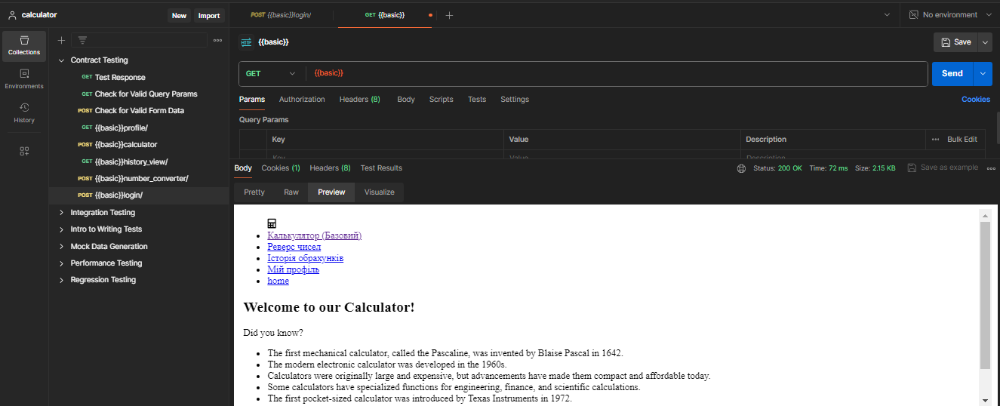 calculator New Import POST {{basic}}login/ GET {{basic}} No environment
Collections
Environments
History
Contract Testing
GET Test Response
GET Check for Valid Query Params
POST Check for Valid Form Data
GET {{basic}}profile/
POST {{basic}}calculator
GET {{basic}}history_view/
POST {{basic}}number_converter/
POST {{basic}}login/
Integration Testing
Intro to Writing Tests
Mock Data Generation
Performance Testing
Regression Testing
HTTP {{basic}} Save
GET {{basic}} Send
Params Authorization Headers (8) Body Scripts Tests Settings Cookies
Query Params
Key Value Description Bulk Edit
Key Value Description
Body Cookies (1) Headers (8) Test Results Status: 200 OK Time: 72 ms Size: 2.15 KB Save as example
Pretty Raw Preview Visualize
Калькулятор (Базовий)
Реверс чисел
Історія обрахунків
Мій профіль
home
Welcome to our Calculator!
Did you know?
The first mechanical calculator, called the Pascaline, was invented by Blaise Pascal in 1642.
The modern electronic calculator was developed in the 1960s.
Calculators were originally large and expensive, but advancements have made them compact and affordable today.
Some calculators have specialized functions for engineering, finance, and scientific calculations.
The first pocket-sized calculator was introduced by Texas Instruments in 1972.